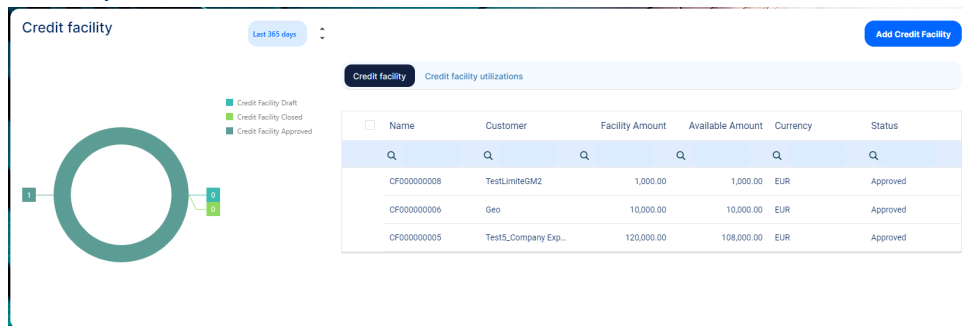 Credit facility
Last 365 days
Add Credit Facility
Credit facility Credit facility utilizations
Credit Facility Draft
Credit Facility Closed
Credit Facility Approved
1
0
0
Name Customer Facility Amount Available Amount Currency Status
CF000000008 TestLimiteGM2 1,000.00 1,000.00 EUR Approved
CF000000006 Geo 10,000.00 10,000.00 EUR Approved
CF000000005 Test5_Company Exp... 120,000.00 108,000.00 EUR Approved